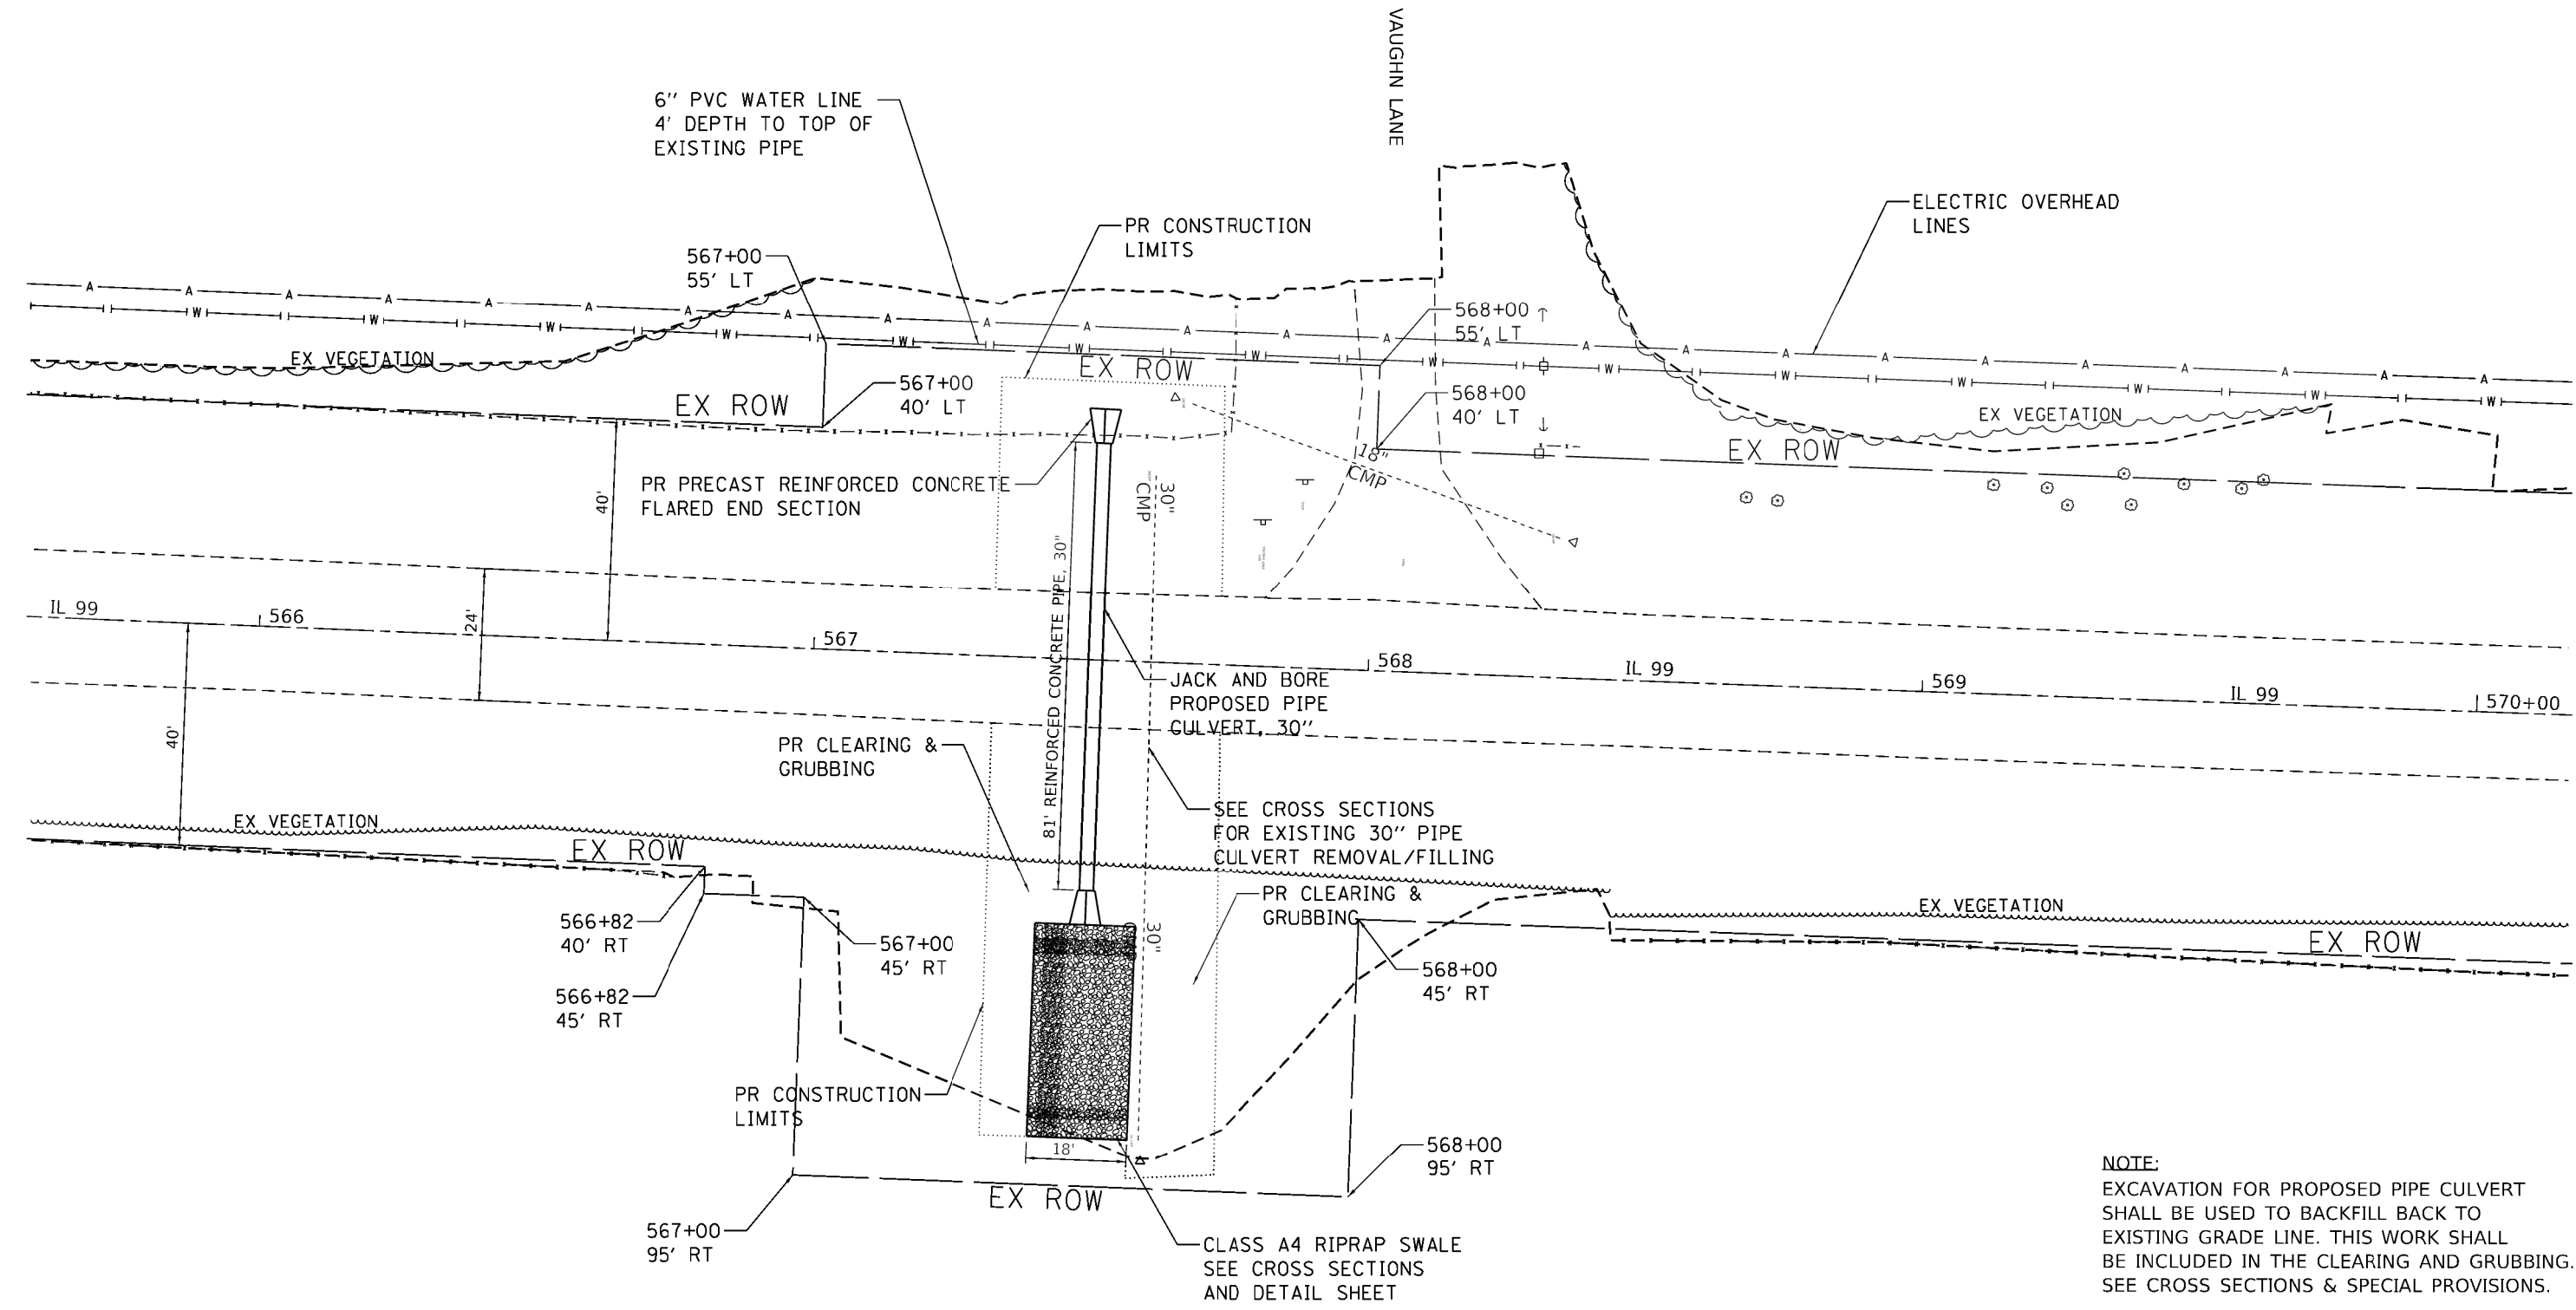 VAUGHN LANE
6" PVC WATER LINE
4' DEPTH TO TOP OF
EXISTING PIPE
ELECTRIC OVERHEAD
LINES
PR CONSTRUCTION
LIMITS
567+00
55' LT
568+00
55' LT
EX VEGETATION
EX ROW
567+00
40' LT
568+00
40' LT
EX VEGETATION
EX ROW
EX ROW
18"
CMP
PR PRECAST REINFORCED CONCRETE
FLARED END SECTION
30"
CMP
40'
81' REINFORCED CONCRETE PIPE, 30"
24'
IL 99
566
567
568
IL 99
569
IL 99
570+00
JACK AND BORE
PROPOSED PIPE
CULVERT, 30"
40'
PR CLEARING &
GRUBBING
SEE CROSS SECTIONS
FOR EXISTING 30" PIPE
CULVERT REMOVAL/FILLING
EX VEGETATION
EX ROW
PR CLEARING &
GRUBBING
EX VEGETATION
566+82
40' RT
567+00
45' RT
30"
EX ROW
566+82
45' RT
568+00
45' RT
PR CONSTRUCTION
LIMITS
18'
568+00
95' RT
EX ROW
567+00
95' RT
CLASS A4 RIPRAP SWALE
SEE CROSS SECTIONS
AND DETAIL SHEET
NOTE:
EXCAVATION FOR PROPOSED PIPE CULVERT
SHALL BE USED TO BACKFILL BACK TO
EXISTING GRADE LINE. THIS WORK SHALL
BE INCLUDED IN THE CLEARING AND GRUBBING.
SEE CROSS SECTIONS & SPECIAL PROVISIONS.